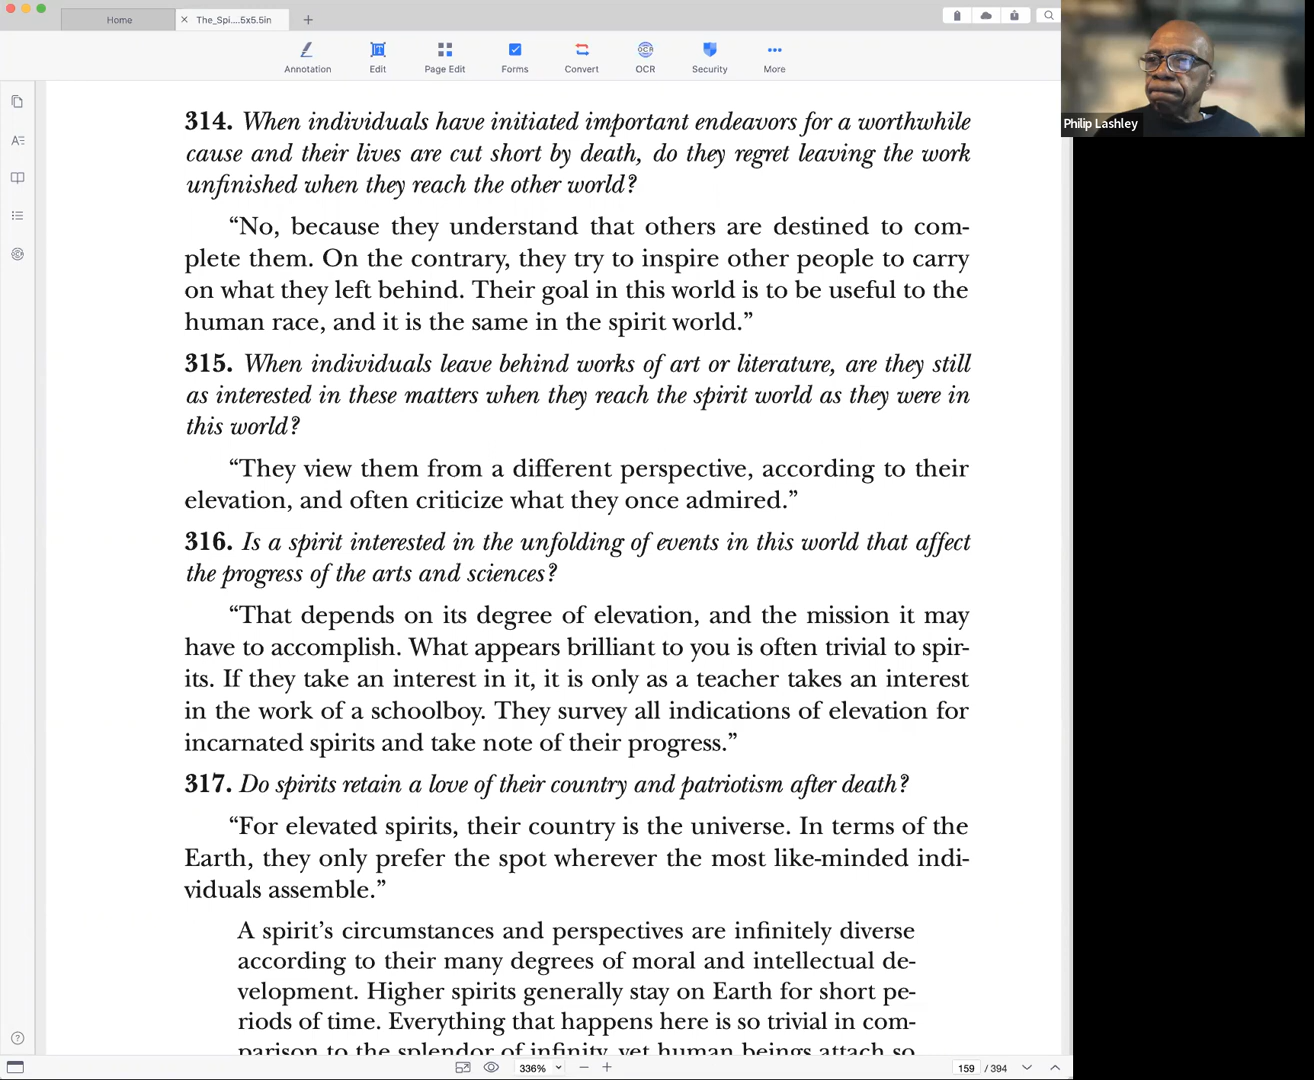 Home
The_Spi....5x5.5in
Annotation
Edit
Page Edit
Forms
Convert
OCR
Security
More
Philip Lashley
314. When individuals have initiated important endeavors for a worthwhile
cause and their lives are cut short by death, do they regret leaving the work
unfinished when they reach the other world?
“No, because they understand that others are destined to com-
plete them. On the contrary, they try to inspire other people to carry
on what they left behind. Their goal in this world is to be useful to the
human race, and it is the same in the spirit world.”
315. When individuals leave behind works of art or literature, are they still
as interested in these matters when they reach the spirit world as they were in
this world?
“They view them from a different perspective, according to their
elevation, and often criticize what they once admired.”
316. Is a spirit interested in the unfolding of events in this world that affect
the progress of the arts and sciences?
“That depends on its degree of elevation, and the mission it may
have to accomplish. What appears brilliant to you is often trivial to spir-
its. If they take an interest in it, it is only as a teacher takes an interest
in the work of a schoolboy. They survey all indications of elevation for
incarnated spirits and take note of their progress.”
317. Do spirits retain a love of their country and patriotism after death?
“For elevated spirits, their country is the universe. In terms of the
Earth, they only prefer the spot wherever the most like-minded indi-
viduals assemble.”
A spirit’s circumstances and perspectives are infinitely diverse
according to their many degrees of moral and intellectual de-
velopment. Higher spirits generally stay on Earth for short pe-
riods of time. Everything that happens here is so trivial in com-
parison to the splendor of infinity, yet human beings attach so
336%
159 / 394